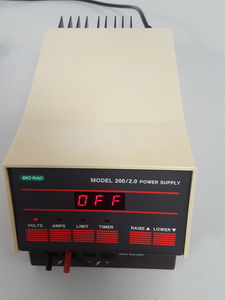 BIO-RAD
MODEL 200/2.0 POWER SUPPLY
OFF
VOLTS AMPS LIMIT TIMER RAISE ▲ LOWER ▼